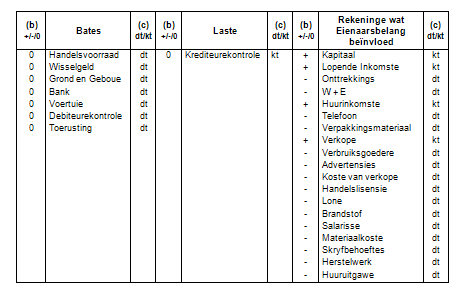 (b) +/-/0 Bates (c) dt/kt (b) +/-/0 Laste (c) dt/kt (b) +/-/0 Rekeninge wat Eienaarsbelang beïnvloed (c) dt/kt
0 Handelsvoorraad dt 0 Krediteurekontrole kt + Kapitaal kt
0 Wisselgeld dt + Lopende Inkomste kt
0 Grond en Geboue dt - Onttrekkings dt
0 Bank dt - W + E dt
0 Voertuie dt + Huurinkomste kt
0 Debiteurekontrole dt - Telefoon dt
0 Toerusting dt - Verpakkingsmateriaal dt
+ Verkope kt
- Verbruiksgoedere dt
- Advertensies dt
- Koste van verkope dt
- Handelslisensie dt
- Lone dt
- Brandstof dt
- Salarisse dt
- Materiaalkoste dt
- Skryfbehoeftes dt
- Herstelwerk dt
- Huuruitgawe dt